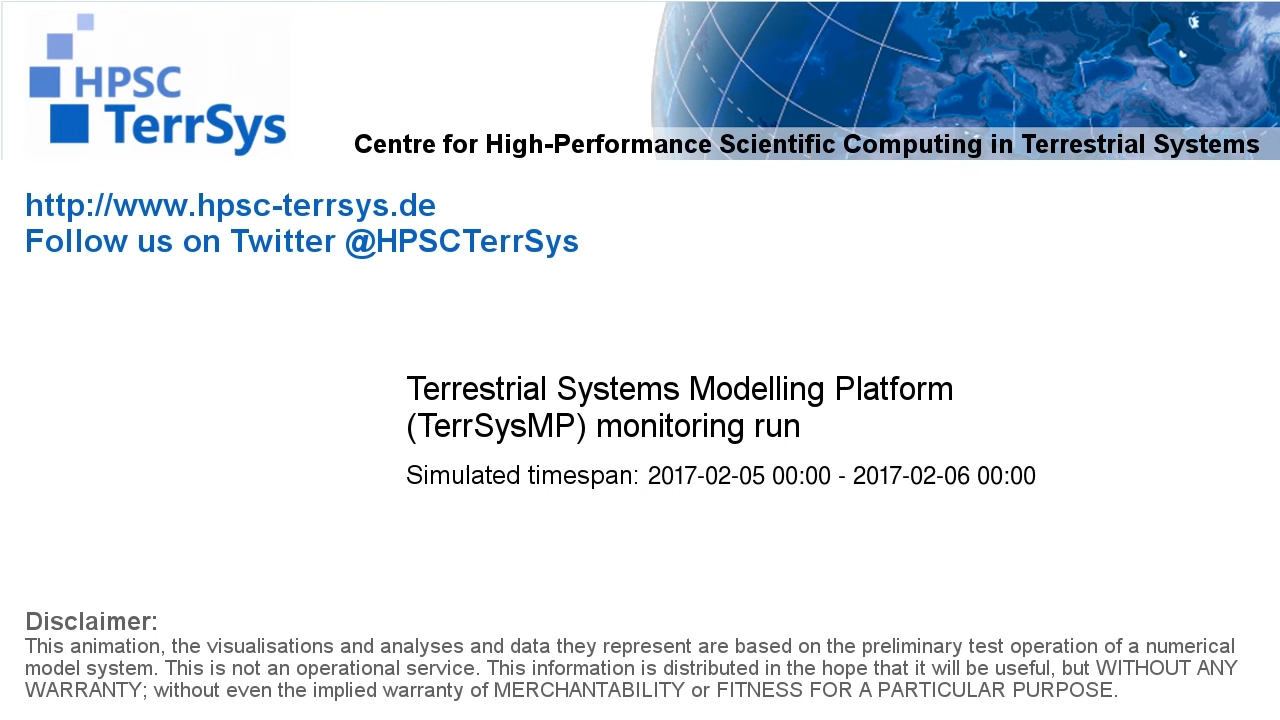 HPSC
TerrSys
Centre for High-Performance Scientific Computing in Terrestrial Systems
http://www.hpsc-terrsys.de
Follow us on Twitter @HPSCTerrSys
Terrestrial Systems Modelling Platform
(TerrSysMP) monitoring run
Simulated timespan: 2017-02-05 00:00 - 2017-02-06 00:00
Disclaimer:
This animation, the visualisations and analyses and data they represent are based on the preliminary test operation of a numerical
model system. This is not an operational service. This information is distributed in the hope that it will be useful, but WITHOUT ANY
WARRANTY; without even the implied warranty of MERCHANTABILITY or FITNESS FOR A PARTICULAR PURPOSE.